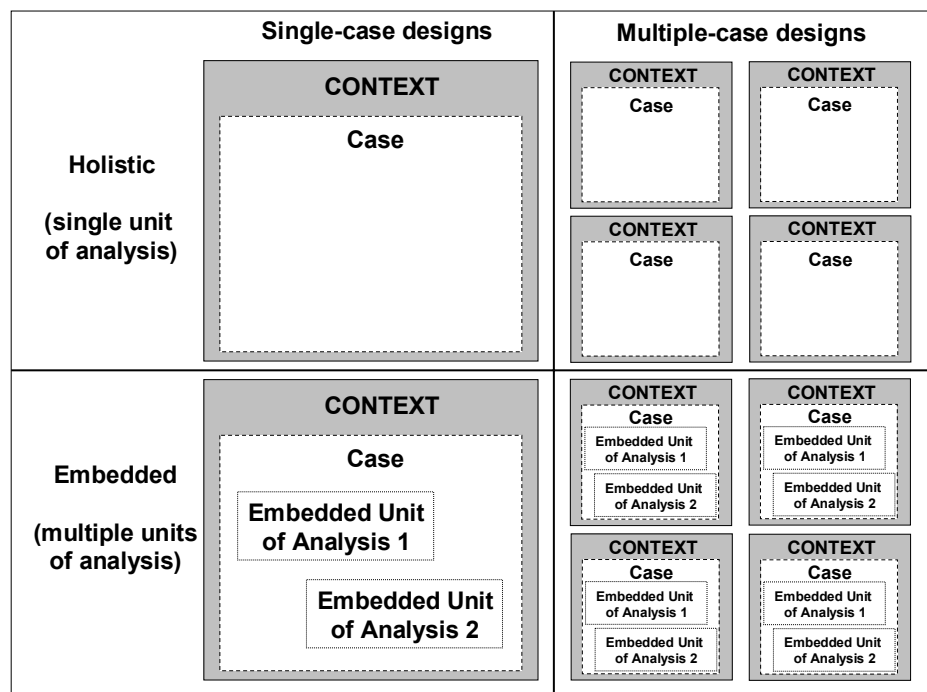 Single-case designs
Multiple-case designs
Holistic
(single unit
of analysis)
CONTEXT
Case
CONTEXT
Case
CONTEXT
Case
CONTEXT
Case
CONTEXT
Case
Embedded
(multiple units
of analysis)
CONTEXT
Case
Embedded Unit
of Analysis 1
Embedded Unit
of Analysis 2
CONTEXT
Case
Embedded Unit
of Analysis 1
Embedded Unit
of Analysis 2
CONTEXT
Case
Embedded Unit
of Analysis 1
Embedded Unit
of Analysis 2
CONTEXT
Case
Embedded Unit
of Analysis 1
Embedded Unit
of Analysis 2
CONTEXT
Case
Embedded Unit
of Analysis 1
Embedded Unit
of Analysis 2